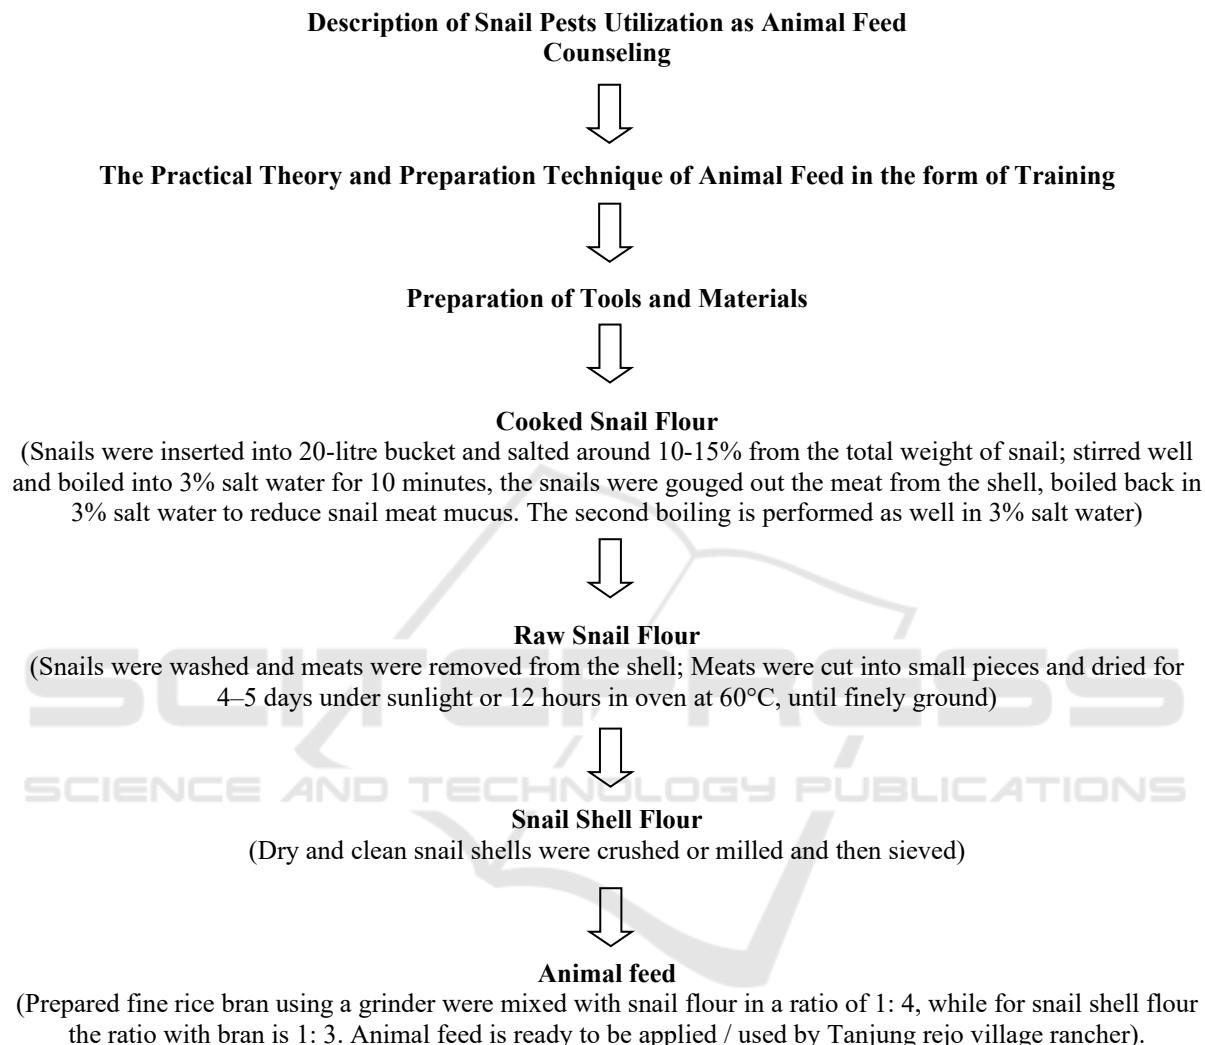 Description of Snail Pests Utilization as Animal Feed
Counseling
The Practical Theory and Preparation Technique of Animal Feed in the form of Training
Preparation of Tools and Materials
Cooked Snail Flour
(Snails were inserted into 20-litre bucket and salted around 10-15% from the total weight of snail; stirred well
and boiled into 3% salt water for 10 minutes, the snails were gouged out the meat from the shell, boiled back in
3% salt water to reduce snail meat mucus. The second boiling is performed as well in 3% salt water)
Raw Snail Flour
(Snails were washed and meats were removed from the shell; Meats were cut into small pieces and dried for
4–5 days under sunlight or 12 hours in oven at 60°C, until finely ground)
SCITEPRESS
SCIENCE AND TECHNOLOGY PUBLICATIONS
Snail Shell Flour
(Dry and clean snail shells were crushed or milled and then sieved)
Animal feed
(Prepared fine rice bran using a grinder were mixed with snail flour in a ratio of 1: 4, while for snail shell flour
the ratio with bran is 1: 3. Animal feed is ready to be applied / used by Tanjung rejo village rancher).